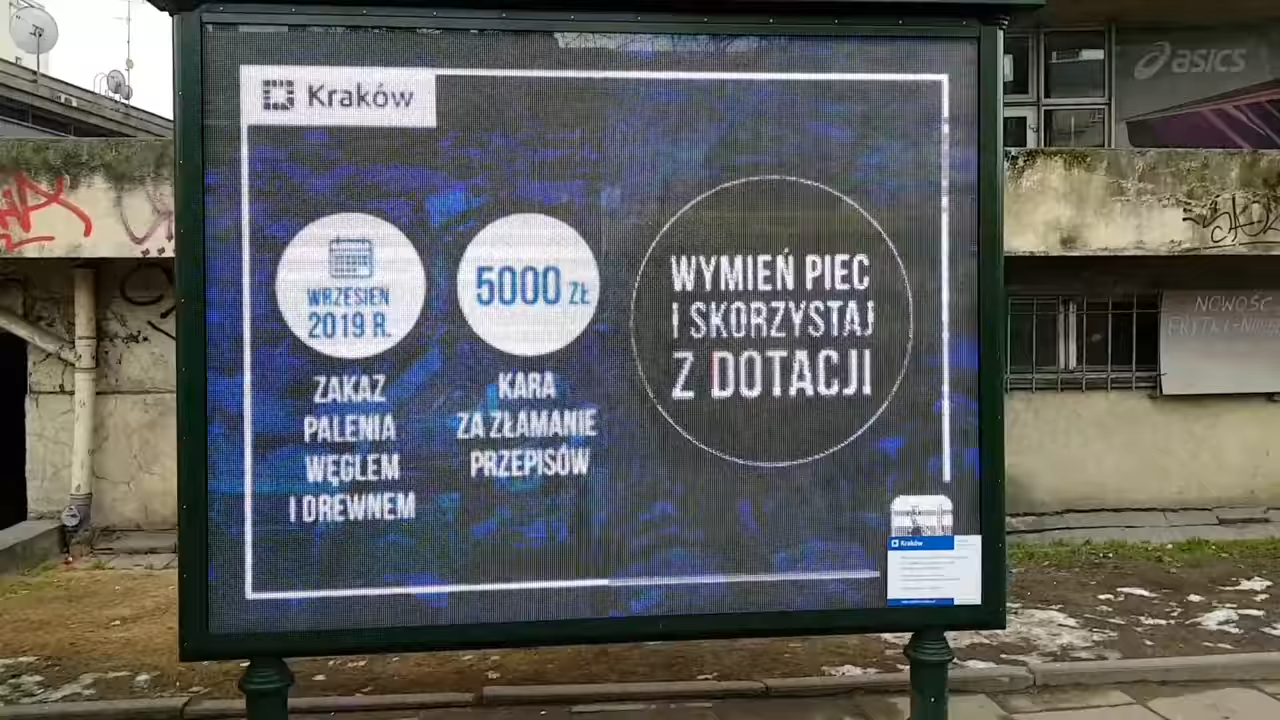 Kraków
WRZESIEŃ
2019 R.
ZAKAZ
PALENIA
WĘGLEM
I DREWNEM
5000 ZŁ
KARA
ZA ZŁAMANIE
PRZEPISÓW
WYMIEŃ PIEC
I SKORZYSTAJ
Z DOTACJI
Kraków
asics
NOWOŚĆ